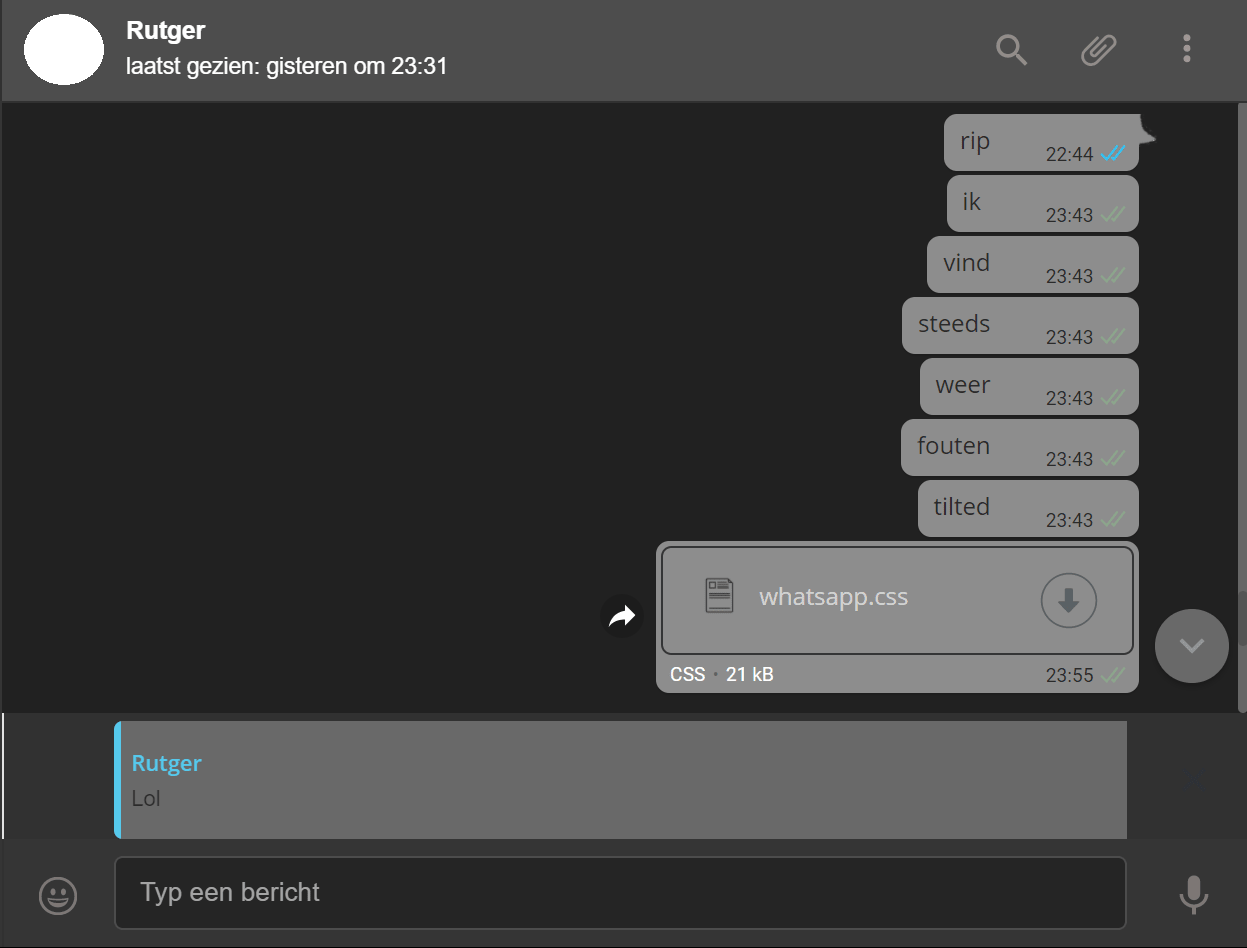 Rutger
laatst gezien: gisteren om 23:31
rip
22:44
ik
23:43
vind
23:43
steeds
23:43
weer
23:43
fouten
23:43
tilted
23:43
whatsapp.css
CSS · 21 kB
23:55
Rutger
Lol
Typ een bericht